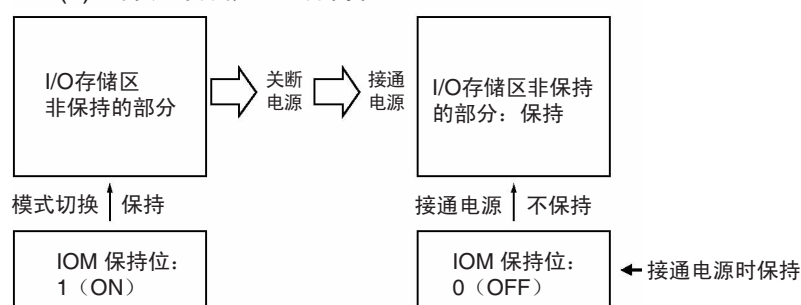 I/O存储区
非保持的部分
关断
电源
接通
电源
I/O存储区非保持
的部分：保持
模式切换 保持
接通电源 不保持
IOM 保持位：
1（ON）
IOM 保持位：
0（OFF）
接通电源时保持